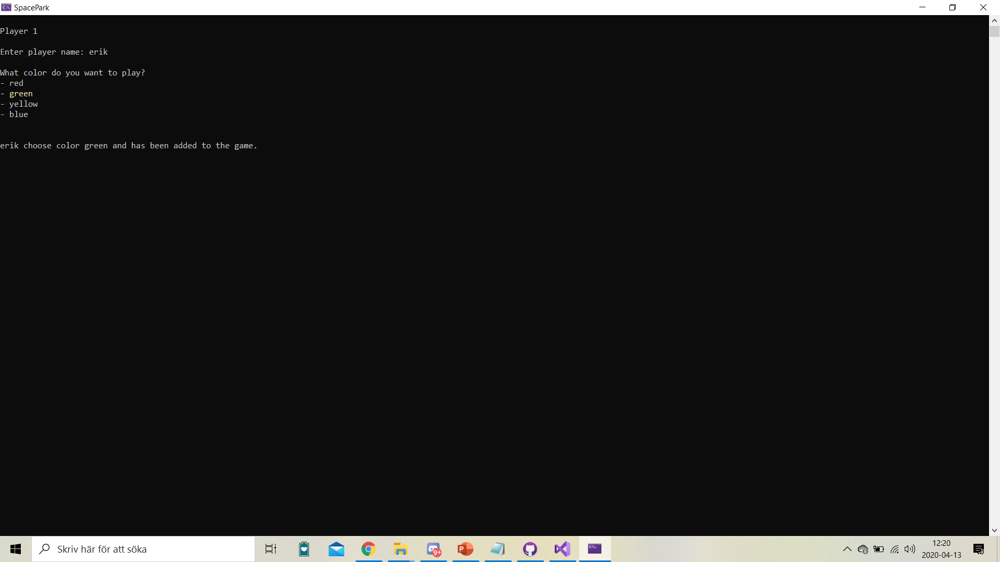 SpacePark
Player 1
Enter player name: erik
What color do you want to play?
- red
- green
- yellow
- blue
erik choose color green and has been added to the game.
Skriv här för att söka
9+
P
12:20
2020-04-13